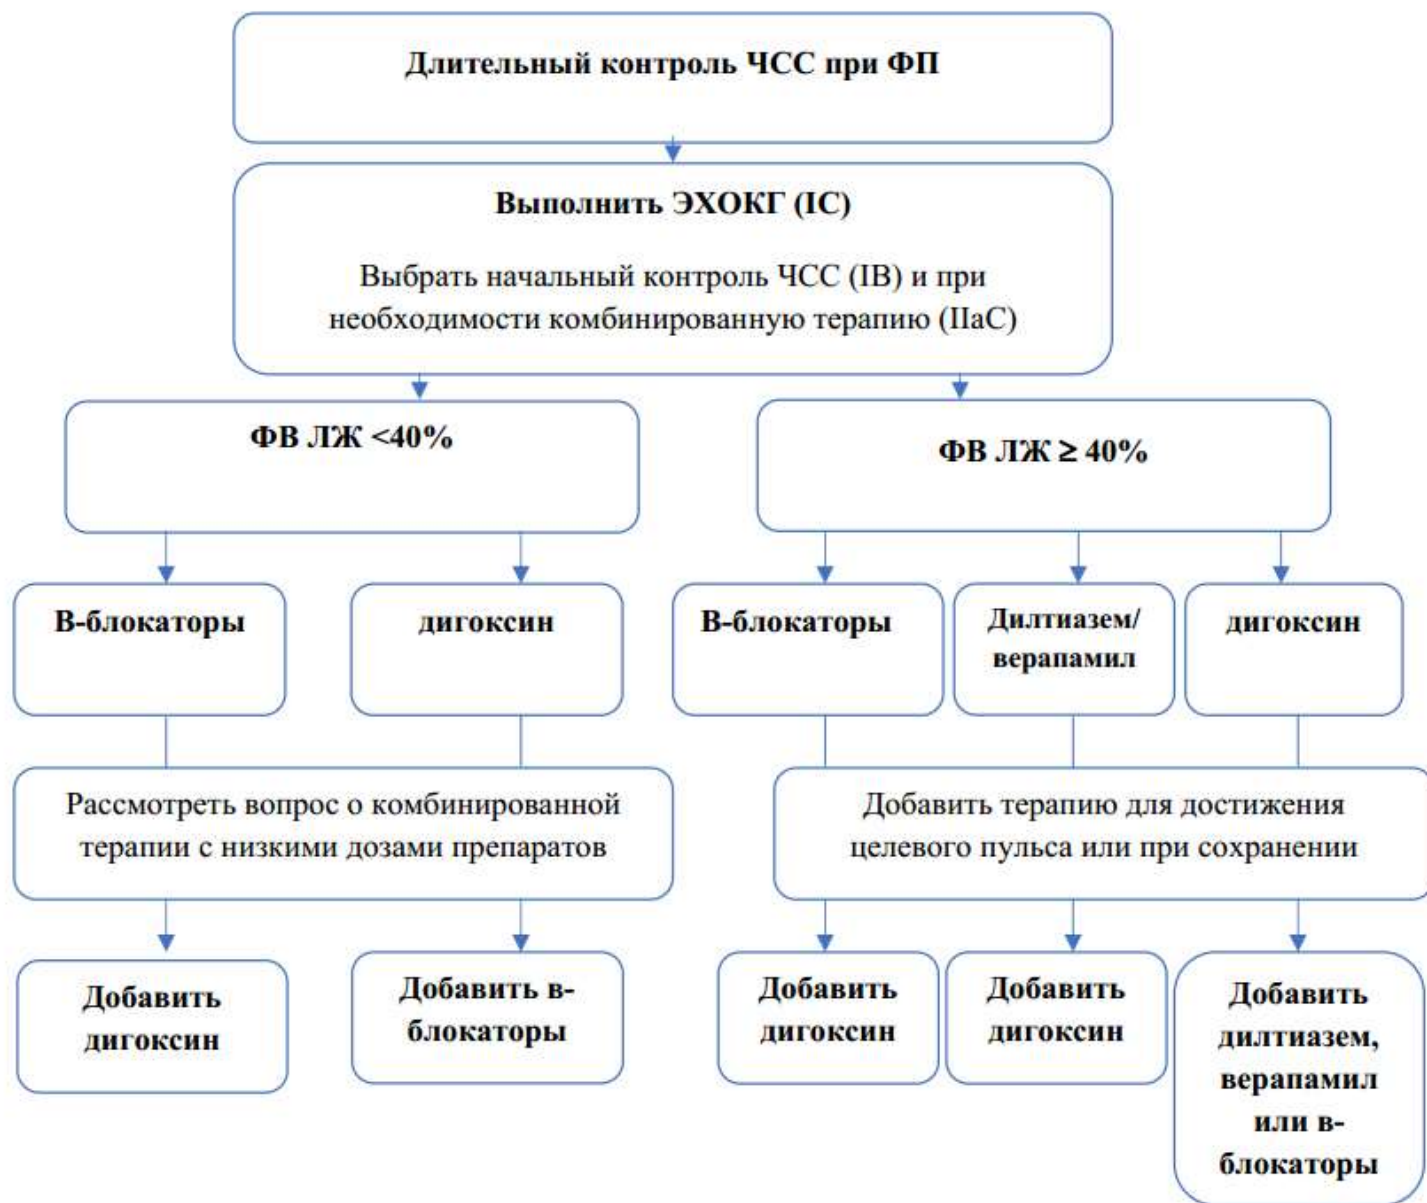 Длительный контроль ЧСС при ФП
Выполнить ЭХОКГ (IC)
Выбрать начальный контроль ЧСС (IB) и при
необходимости комбинированную терапию (IIaC)
ФВ ЛЖ <40%
ФВ ЛЖ ≥ 40%
В-блокаторы
дигоксин
В-блокаторы
Дилтиазем/
верапамил
дигоксин
Рассмотреть вопрос о комбинированной
терапии с низкими дозами препаратов
Добавить терапию для достижения
целевого пульса или при сохранении
Добавить
дигоксин
Добавить в-
блокаторы
Добавить
дигоксин
Добавить
дигоксин
Добавить
дилтиазем,
верапамил
или в-
блокаторы